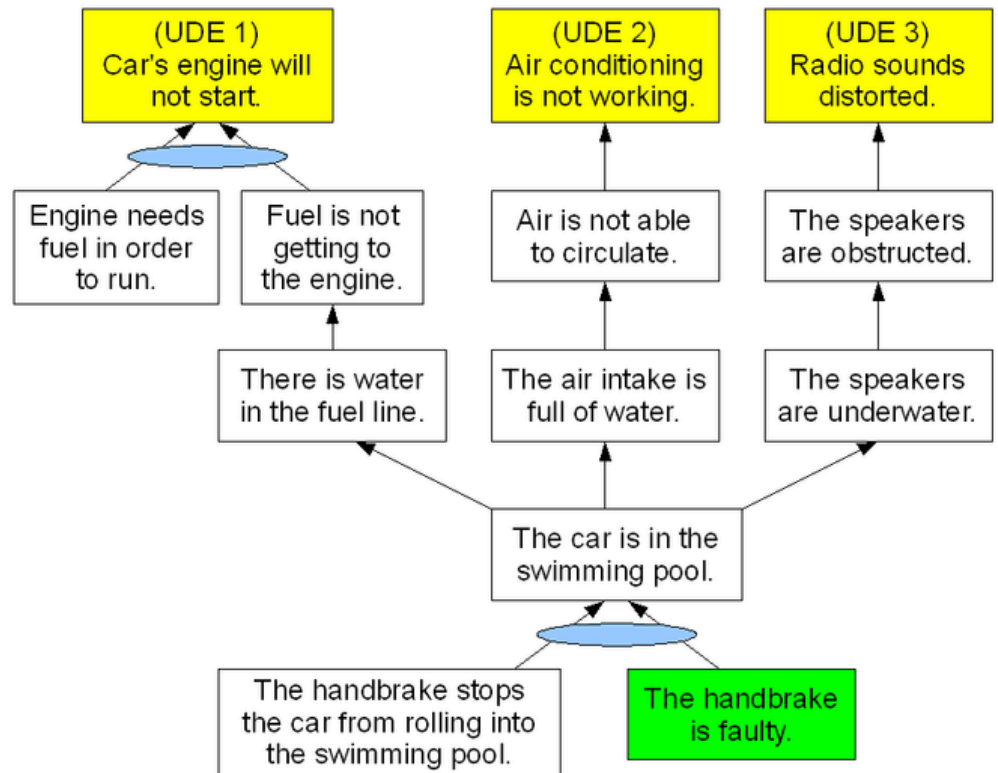 (UDE 1)
Car's engine will
not start.
(UDE 2)
Air conditioning
is not working.
(UDE 3)
Radio sounds
distorted.
Engine needs
fuel in order
to run.
Fuel is not
getting to
the engine.
Air is not able
to circulate.
The speakers
are obstructed.
There is water
in the fuel line.
The air intake is
full of water.
The speakers
are underwater.
The car is in the
swimming pool.
The handbrake stops
the car from rolling into
the swimming pool.
The handbrake
is faulty.